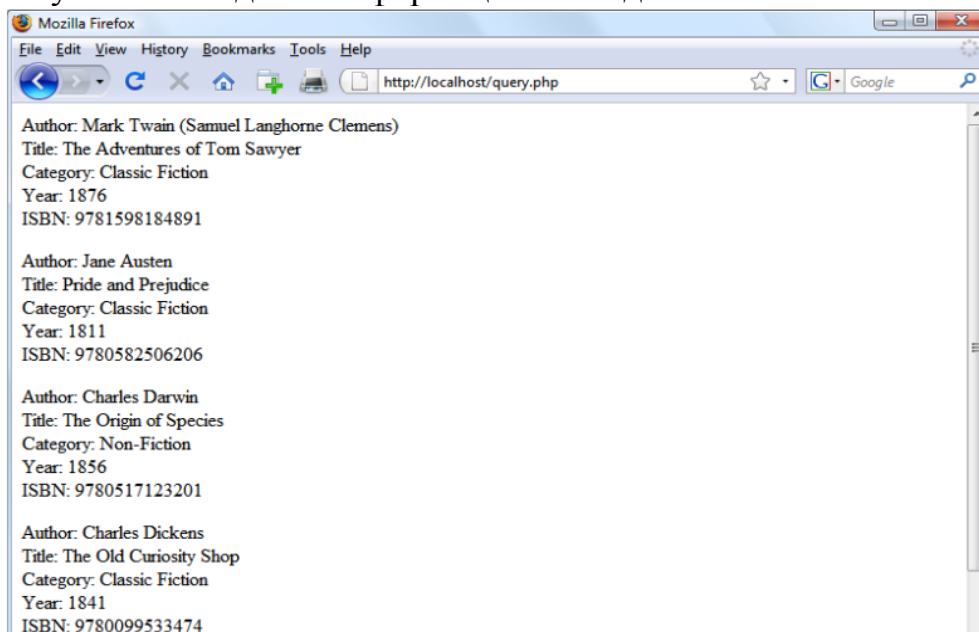 Mozilla Firefox
File Edit View History Bookmarks Tools Help
http://localhost/query.php
G Google
Author: Mark Twain (Samuel Langhorne Clemens)
Title: The Adventures of Tom Sawyer
Category: Classic Fiction
Year: 1876
ISBN: 9781598184891
Author: Jane Austen
Title: Pride and Prejudice
Category: Classic Fiction
Year: 1811
ISBN: 9780582506206
Author: Charles Darwin
Title: The Origin of Species
Category: Non-Fiction
Year: 1856
ISBN: 9780517123201
Author: Charles Dickens
Title: The Old Curiosity Shop
Category: Classic Fiction
Year: 1841
ISBN: 9780099533474